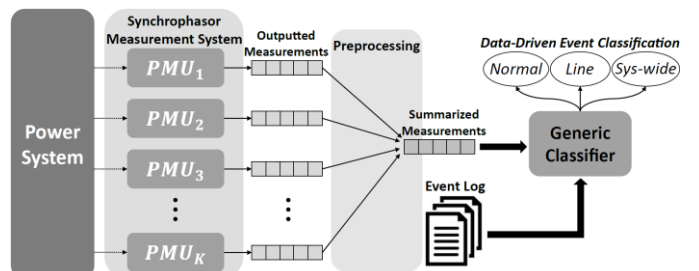 Synchrophasor
Measurement System
Outputted
Measurements
Preprocessing
Data-Driven Event Classification
Normal
Line
Sys-wide
Power
System
PMU1
PMU2
PMU3
PMUK
Summarized
Measurements
Generic
Classifier
Event Log